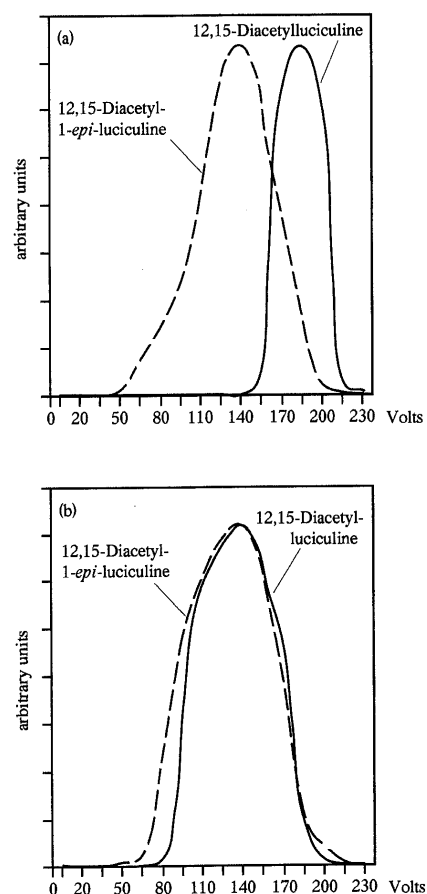 (a)
12,15-Diacetylluciculine
12,15-Diacetyl-
1-epi-luciculine
arbitrary units
0 20 50 80 110 140 170 200 230 Volts
(b)
12,15-Diacetyl-
luciculine
12,15-Diacetyl-
1-epi-luciculine
arbitrary units
0 20 50 80 110 140 170 200 230 Volts